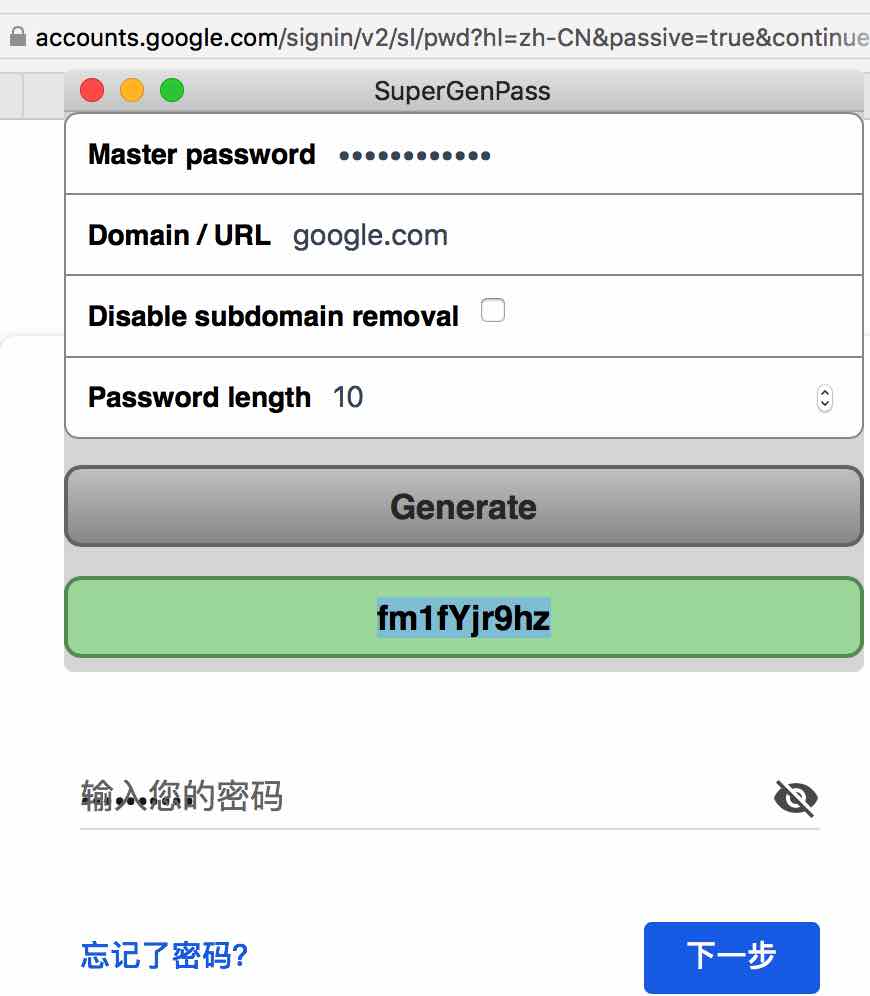 accounts.google.com/signin/v2/sl/pwd?hl=zh-CN&passive=true&continue
SuperGenPass
Master password ••••••••••••
Domain / URL google.com
Disable subdomain removal
Password length 10
Generate
fm1fYjr9hz
输入您的密码
忘记了密码?
下一步